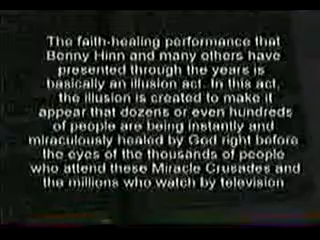 The faith-healing performance that
Benny Hinn and many others have
presented through the years is
basically an illusion act. In this act,
the illusion is created to make it
appear that dozens or even hundreds
of people are being instantly and
miraculously healed by God right before
the eyes of the thousands of people
who attend these Miracle Crusades and
the millions who watch by television